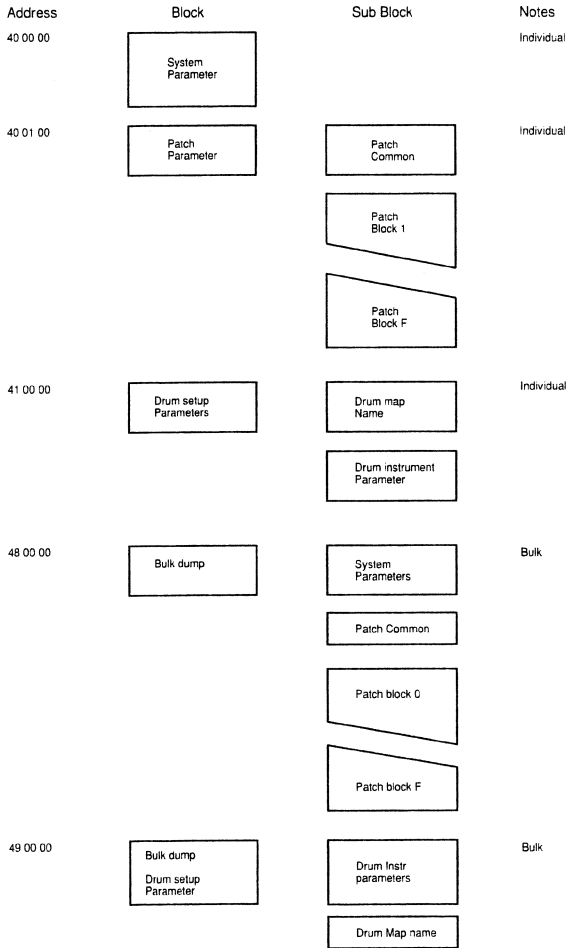 Address Block Sub Block Notes
40 00 00 Individual
System
Parameter
40 01 00 Individual
Patch
Parameter
Patch
Common
Patch
Block 1
Patch
Block F
41 00 00 Individual
Drum setup
Parameters
Drum map
Name
Drum instrument
Parameter
48 00 00 Bulk
Bulk dump
System
Parameters
Patch Common
Patch block 0
Patch block F
49 00 00 Bulk
Bulk dump
Drum setup
Parameter
Drum Instr
parameters
Drum Map name